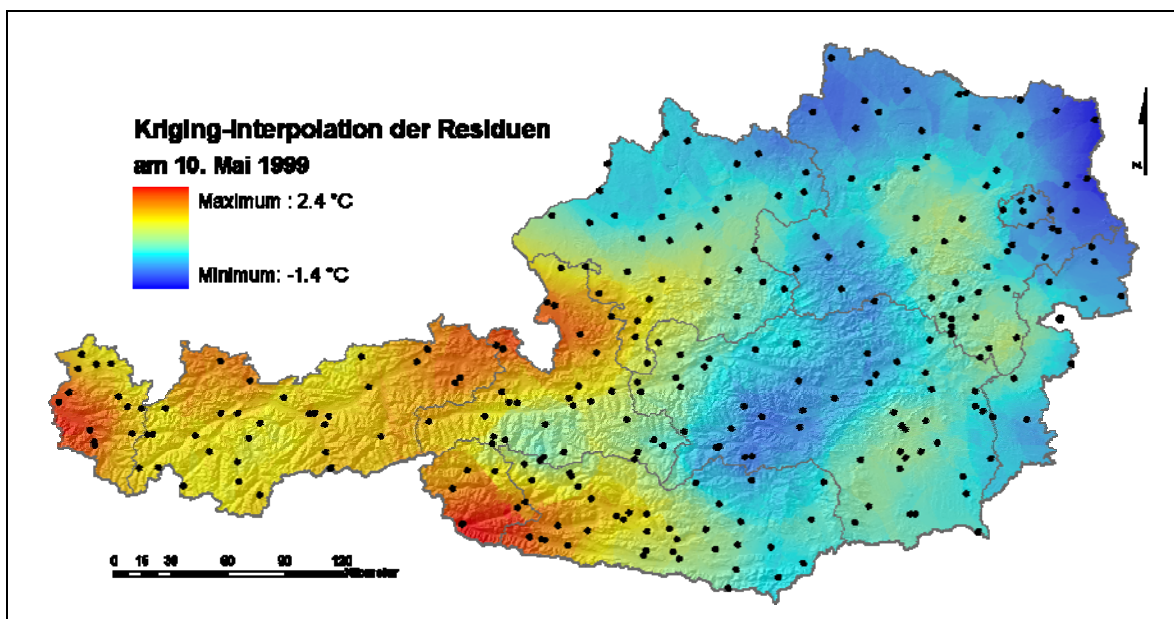 Kriging-Interpolation der Residuen
am 10. Mai 1999
Maximum : 2.4 °C
Minimum: -1.4 °C
N
0 15 30 60 90 120
Kilometer